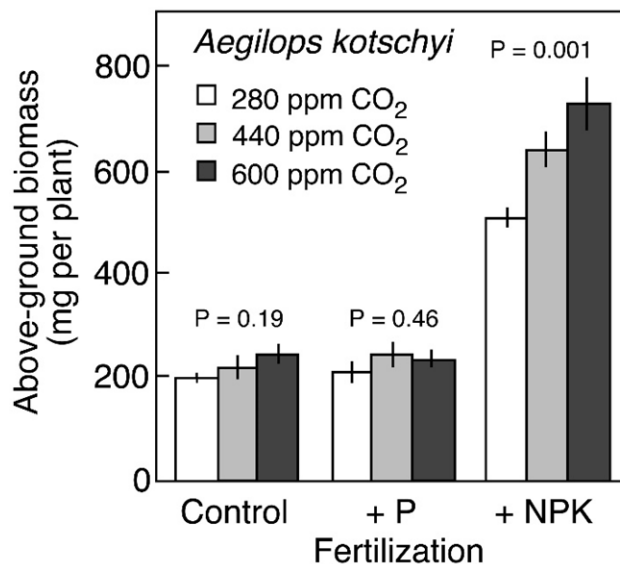 Aegilops kotschyi
P = 0.001
280 ppm CO₂
440 ppm CO₂
600 ppm CO₂
Above-ground biomass
(mg per plant)
800
600
400
200
0
P = 0.19
P = 0.46
Control
+ P
+ NPK
Fertilization